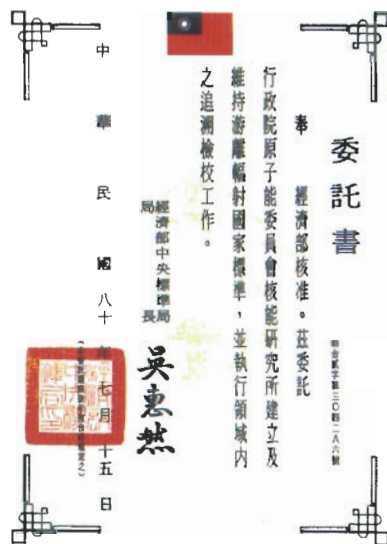 委託書
奉　　經濟部核准。茲委託
行政院原子能委員會核能研究所建立及
維持游離輻射國家標準，並執行領域內
之追溯檢校工作。
經濟部中央標準局
局　　　　　　長
吳惠然
中華民國八十年七月十五日